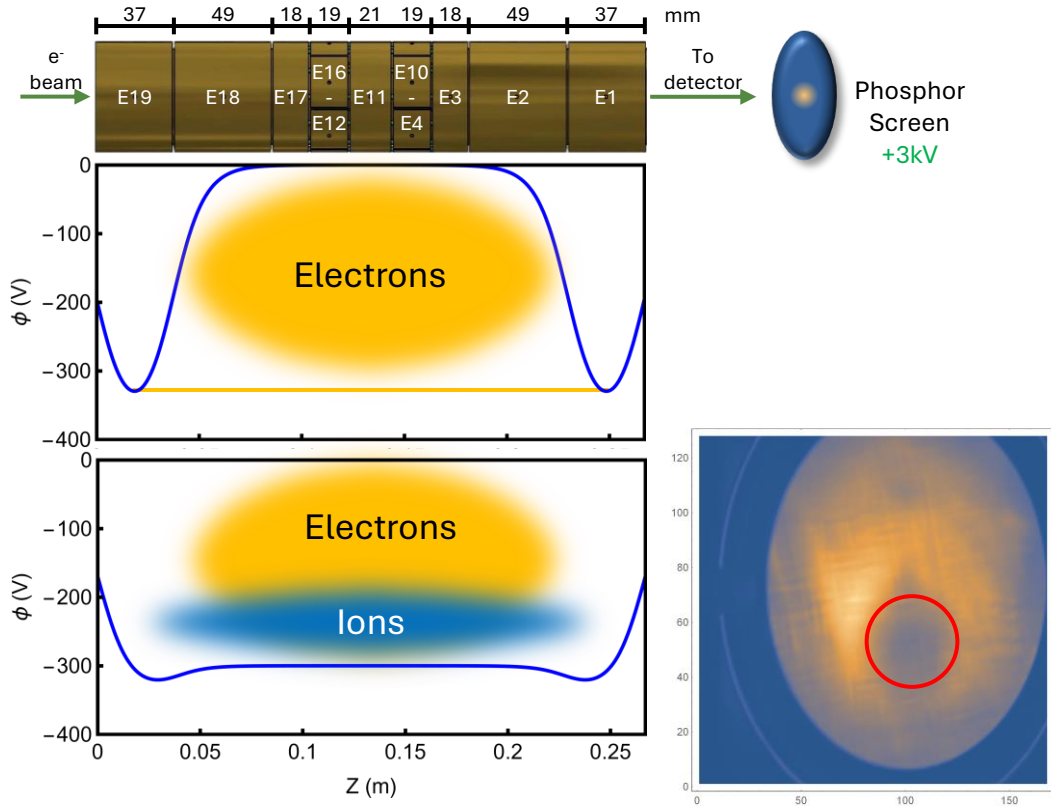 37 49 18 19 21 19 18 49 37 mm
e-
beam
E19 E18 E17 E16 - E12 E11 E10 - E4 E3 E2 E1
To
detector
Phosphor
Screen
+3kV
0
−100
−200
−300
−400
ϕ (V)
Electrons
0
−100
−200
−300
−400
ϕ (V)
Electrons
Ions
0 0.05 0.1 0.15 0.2 0.25
Z (m)
120
100
80
60
40
20
0
0 50 100 150